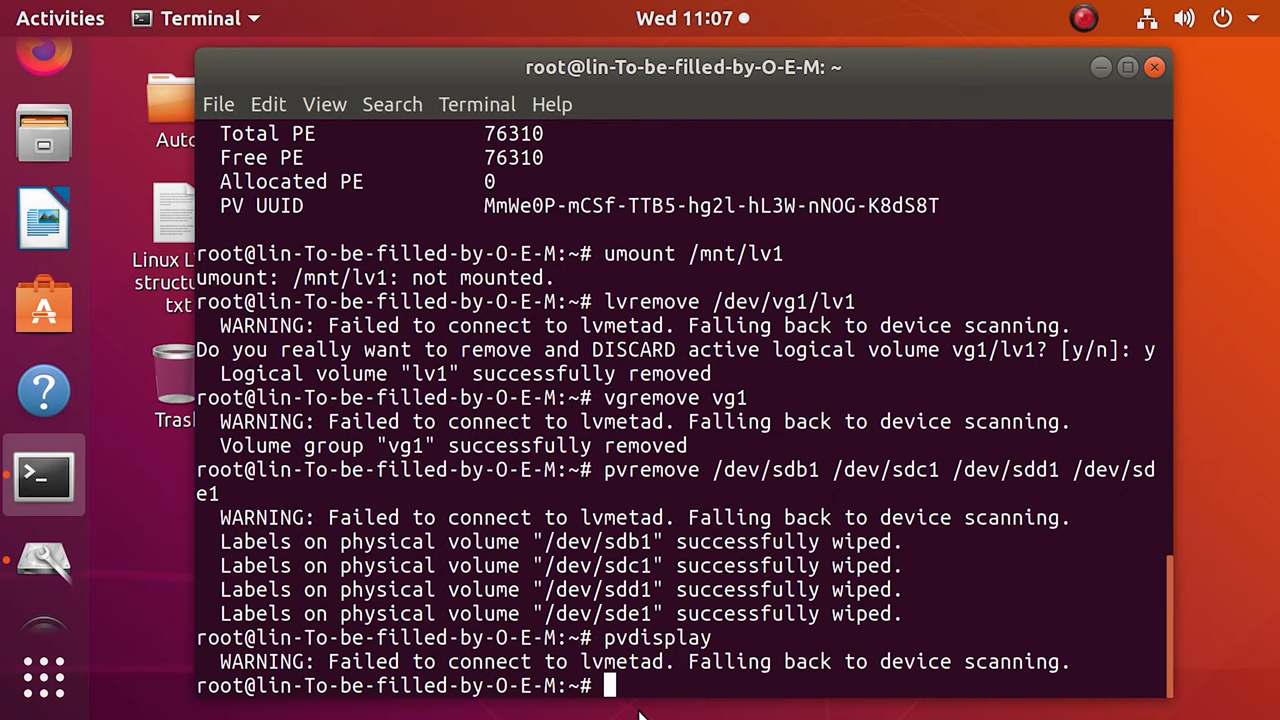 Activities
Terminal
Wed 11:07
root@lin-To-be-filled-by-O-E-M: ~
File Edit View Search Terminal Help
Total PE 76310
Free PE 76310
Allocated PE 0
PV UUID MmWe0P-mCSf-TTB5-hg2l-hL3W-nNOG-K8dS8T
root@lin-To-be-filled-by-O-E-M:~# umount /mnt/lv1
umount: /mnt/lv1: not mounted.
root@lin-To-be-filled-by-O-E-M:~# lvremove /dev/vg1/lv1
WARNING: Failed to connect to lvmetad. Falling back to device scanning.
Do you really want to remove and DISCARD active logical volume vg1/lv1? [y/n]: y
Logical volume "lv1" successfully removed
root@lin-To-be-filled-by-O-E-M:~# vgremove vg1
WARNING: Failed to connect to lvmetad. Falling back to device scanning.
Volume group "vg1" successfully removed
root@lin-To-be-filled-by-O-E-M:~# pvremove /dev/sdb1 /dev/sdc1 /dev/sdd1 /dev/sd
e1
WARNING: Failed to connect to lvmetad. Falling back to device scanning.
Labels on physical volume "/dev/sdb1" successfully wiped.
Labels on physical volume "/dev/sdc1" successfully wiped.
Labels on physical volume "/dev/sdd1" successfully wiped.
Labels on physical volume "/dev/sde1" successfully wiped.
root@lin-To-be-filled-by-O-E-M:~# pvdisplay
WARNING: Failed to connect to lvmetad. Falling back to device scanning.
root@lin-To-be-filled-by-O-E-M:~#
Auto
Linux L
structu
txt
Trash